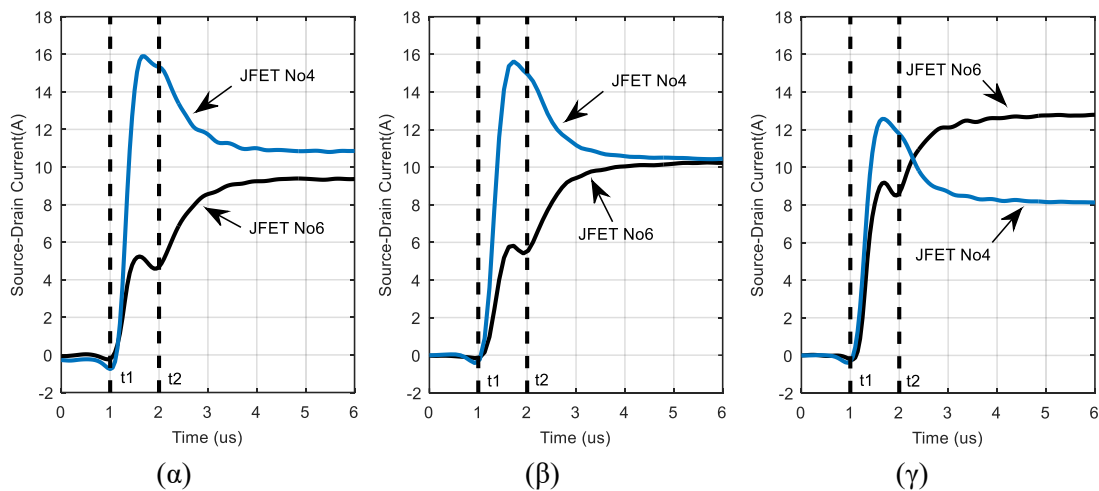 18
16
14
12
10
8
6
4
2
0
-2
Source-Drain Current(A)
JFET No4
JFET No6
t1
t2
0 1 2 3 4 5 6
Time (us)
(α)
18
16
14
12
10
8
6
4
2
0
-2
Source-Drain Current(A)
JFET No4
JFET No6
t1
t2
0 1 2 3 4 5 6
Time (us)
(β)
18
16
14
12
10
8
6
4
2
0
-2
Source-Drain Current(A)
JFET No6
JFET No4
t1
t2
0 1 2 3 4 5 6
Time (us)
(γ)